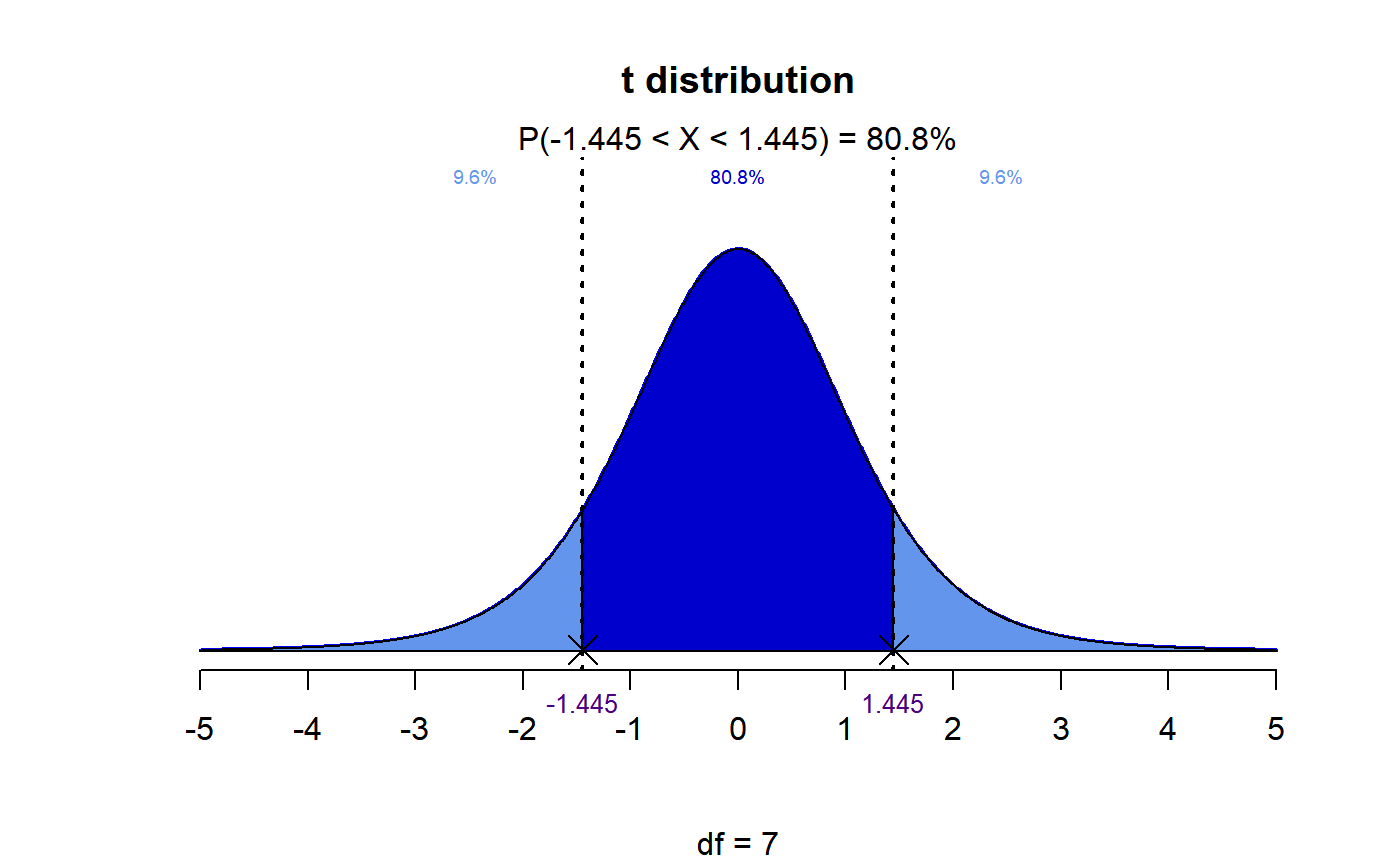 t distribution
P(-1.445 < X < 1.445) = 80.8%
9.6% 80.8% 9.6%
-1.445 1.445
-5 -4 -3 -2 -1 0 1 2 3 4 5
df = 7